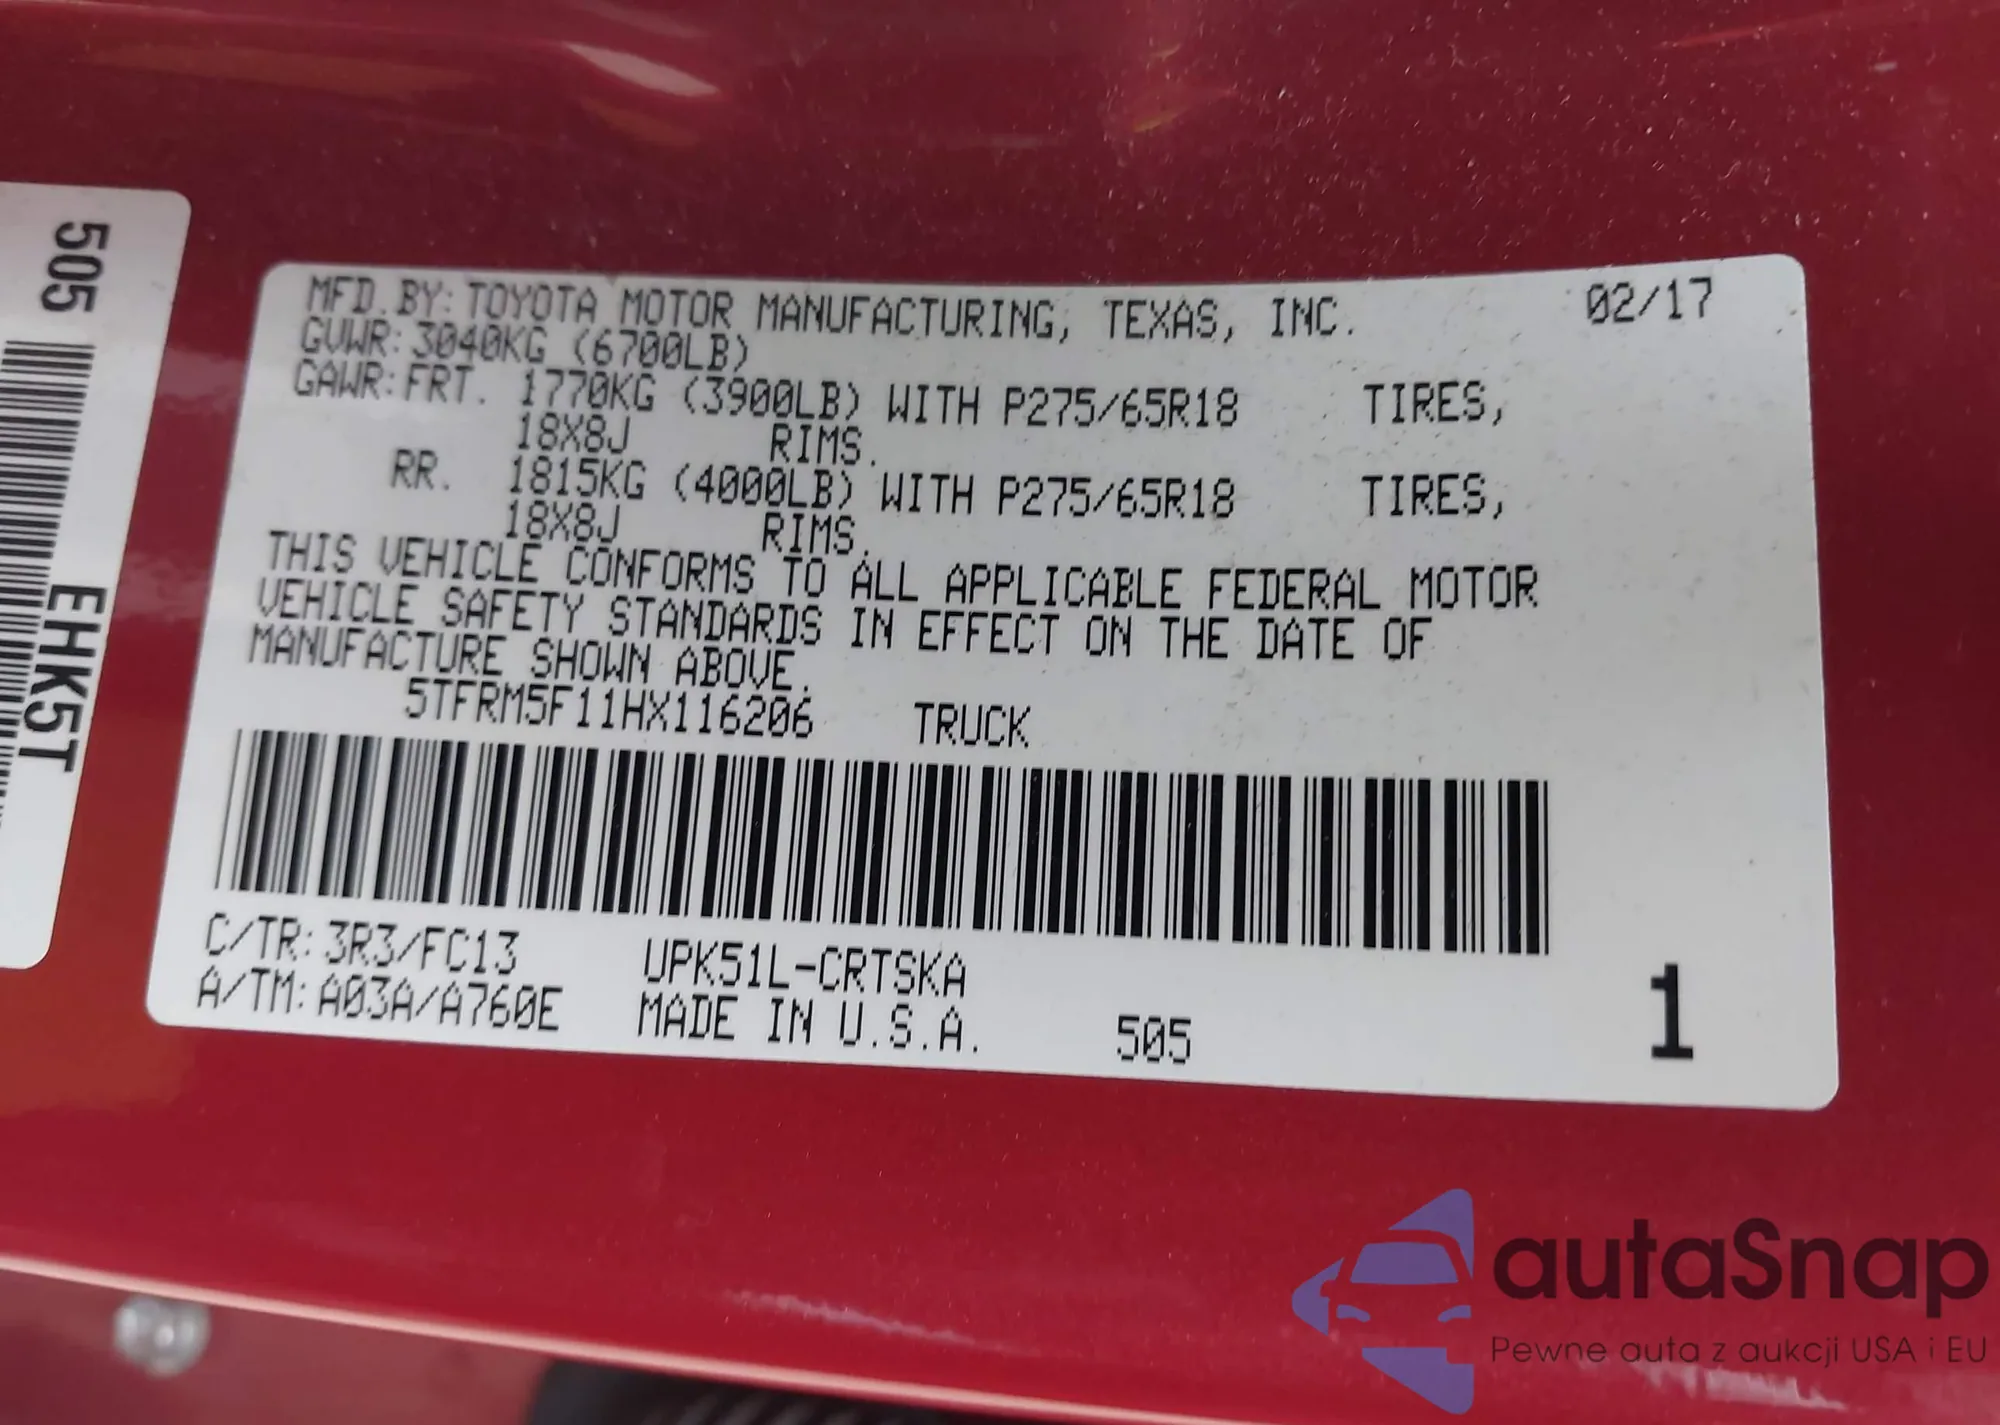 505
EHK5T
MFD.BY:TOYOTA MOTOR MANUFACTURING, TEXAS, INC. 02/17
GVWR:3040KG (6700LB)
GAWR:FRT. 1770KG (3900LB) WITH P275/65R18 TIRES,
18X8J RIMS.
RR. 1815KG (4000LB) WITH P275/65R18 TIRES,
18X8J RIMS.
THIS VEHICLE CONFORMS TO ALL APPLICABLE FEDERAL MOTOR
VEHICLE SAFETY STANDARDS IN EFFECT ON THE DATE OF
MANUFACTURE SHOWN ABOVE.
5TFRM5F11HX116206 TRUCK
C/TR:3R3/FC13 UPK51L-CRTSKA
A/TM:A03A/A760E MADE IN U.S.A. 505 1
autaSnap
Pewne auta z aukcji USA i EU